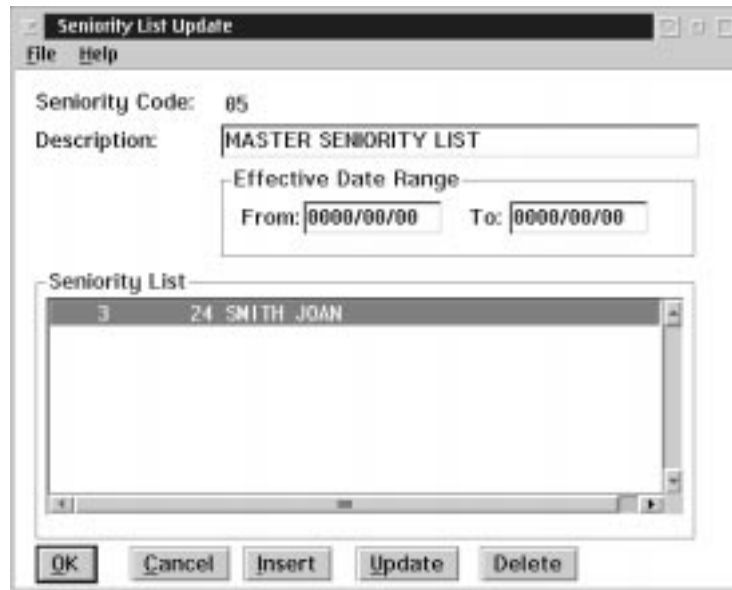 Seniority List Update
File Help
Seniority Code: 05
Description: MASTER SENIORITY LIST
Effective Date Range
From: 0000/00/00 To: 0000/00/00
Seniority List
3 24 SMITH JOAN
OK Cancel Insert Update Delete